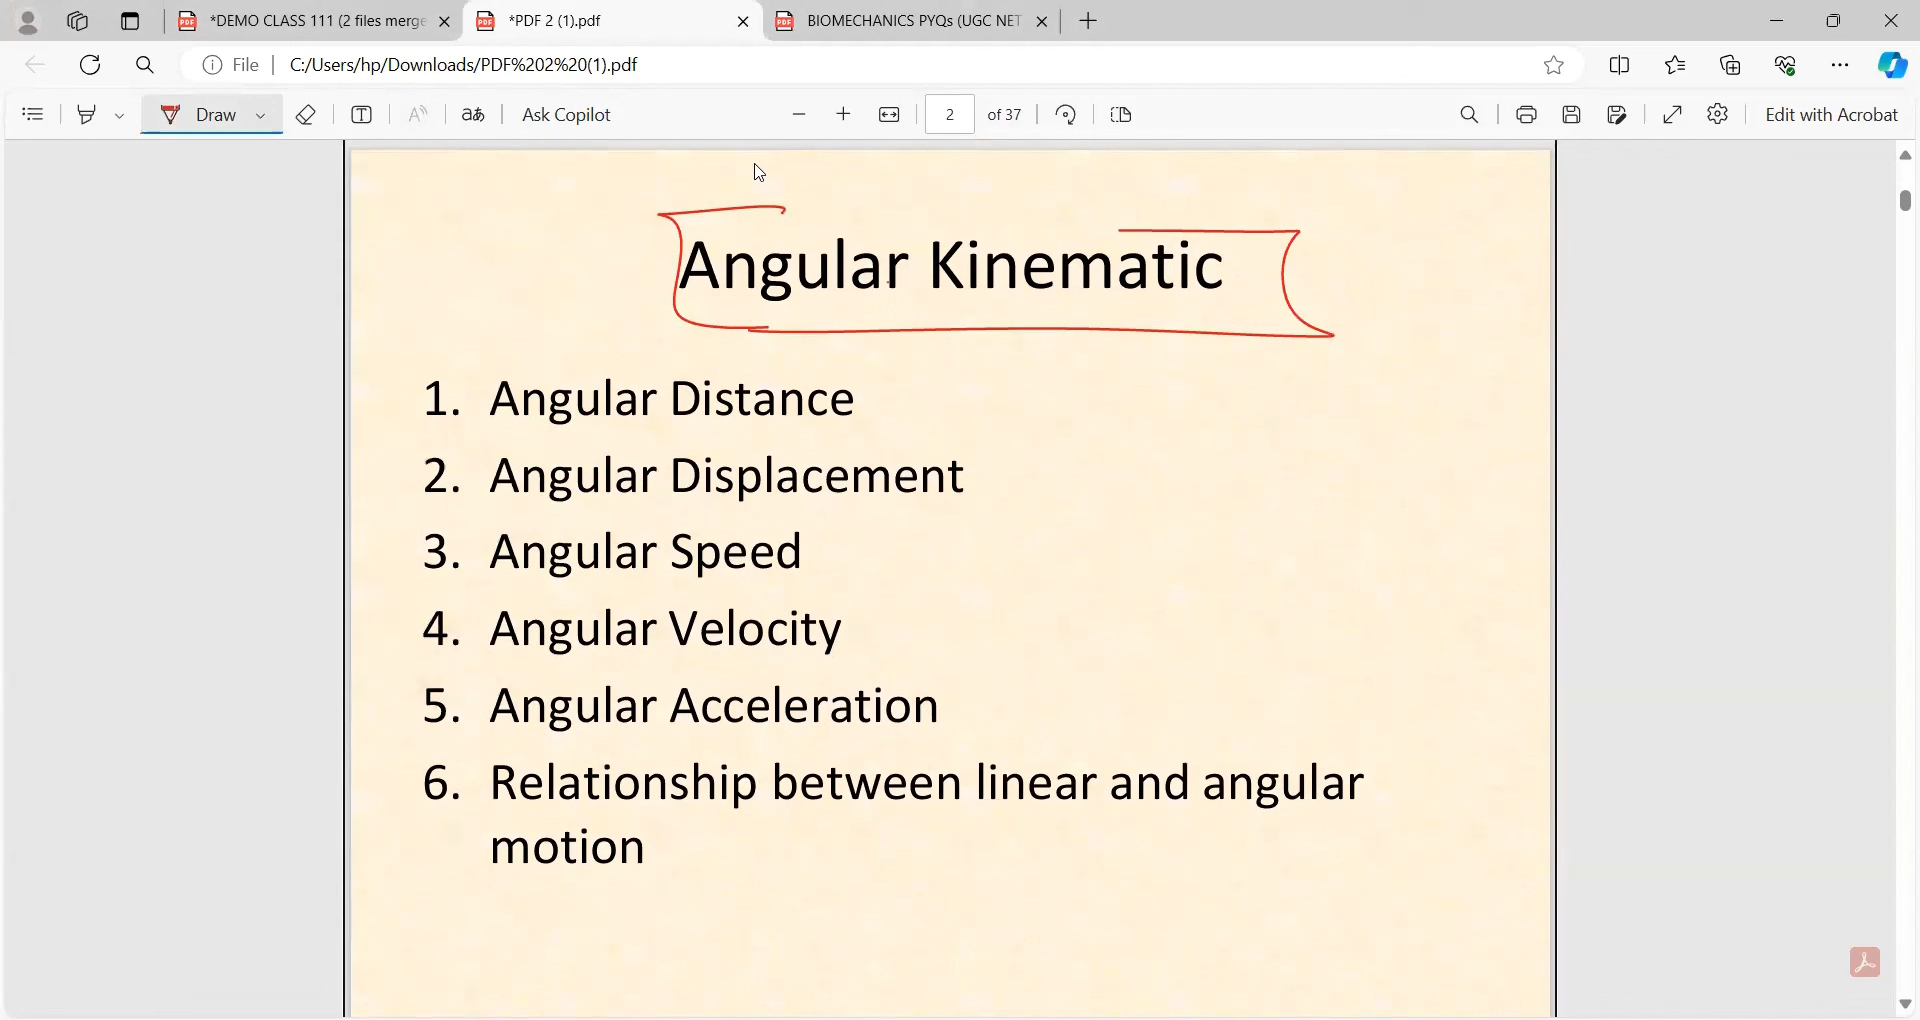 *DEMO CLASS 111 (2 files merge
*PDF 2 (1).pdf
BIOMECHANICS PYQs (UGC NET
File
C:/Users/hp/Downloads/PDF%202%20(1).pdf
Draw
Ask Copilot
2
of 37
Edit with Acrobat
Angular Kinematic
1. Angular Distance
2. Angular Displacement
3. Angular Speed
4. Angular Velocity
5. Angular Acceleration
6. Relationship between linear and angular
motion